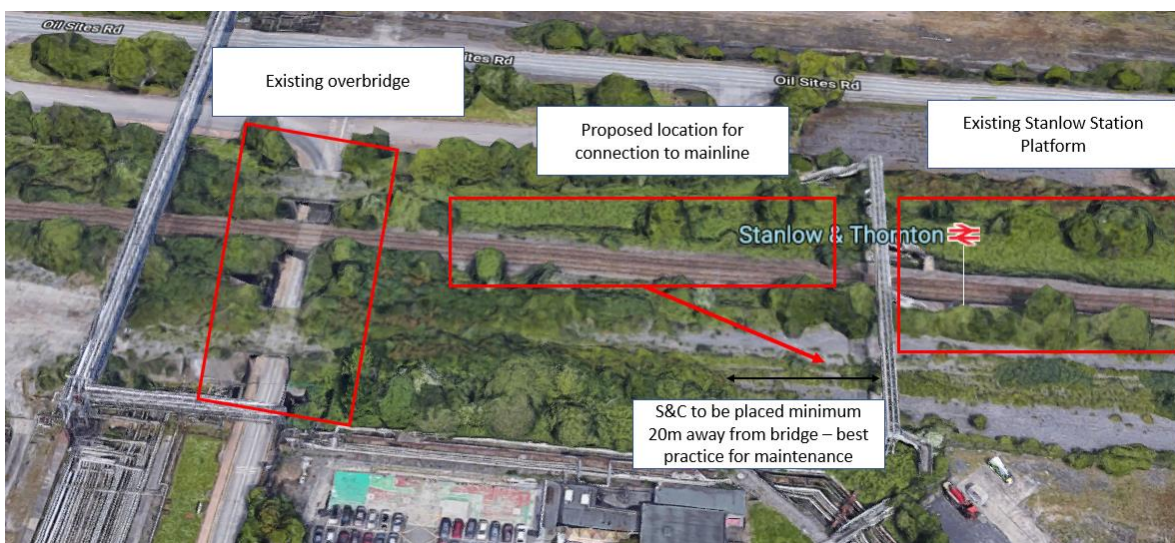 Oil Sites Rd
Sites Rd
Oil Sites Rd
Existing overbridge
Proposed location for
connection to mainline
Existing Stanlow Station
Platform
Stanlow & Thornton
S&C to be placed minimum
20m away from bridge – best
practice for maintenance